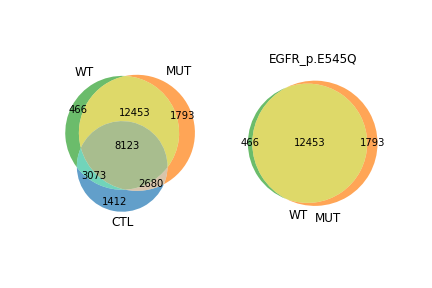 WT
MUT
466
12453
1793
8123
3073
2680
1412
CTL
EGFR_p.E545Q
466
12453
1793
WT
MUT